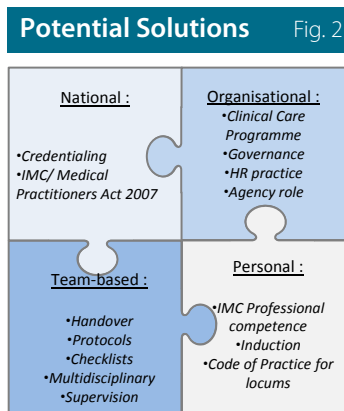 Potential Solutions Fig. 2
National :
•Credentialing
•IMC/ Medical
Practitioners Act 2007
Organisational :
•Clinical Care
Programme
•Governance
•HR practice
•Agency role
Team-based :
•Handover
•Protocols
•Checklists
•Multidisciplinary
•Supervision
Personal :
•IMC Professional
competence
•Induction
•Code of Practice for
locums